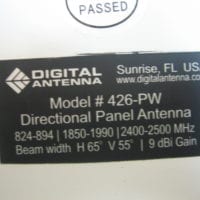 PASSED
DIGITAL
ANTENNA
Sunrise, FL USA
www.digitalantenna.com
Model # 426-PW
Directional Panel Antenna
824-894 | 1850-1990 | 2400-2500 MHz
Beam width H 65° V 55° | 9 dBi Gain